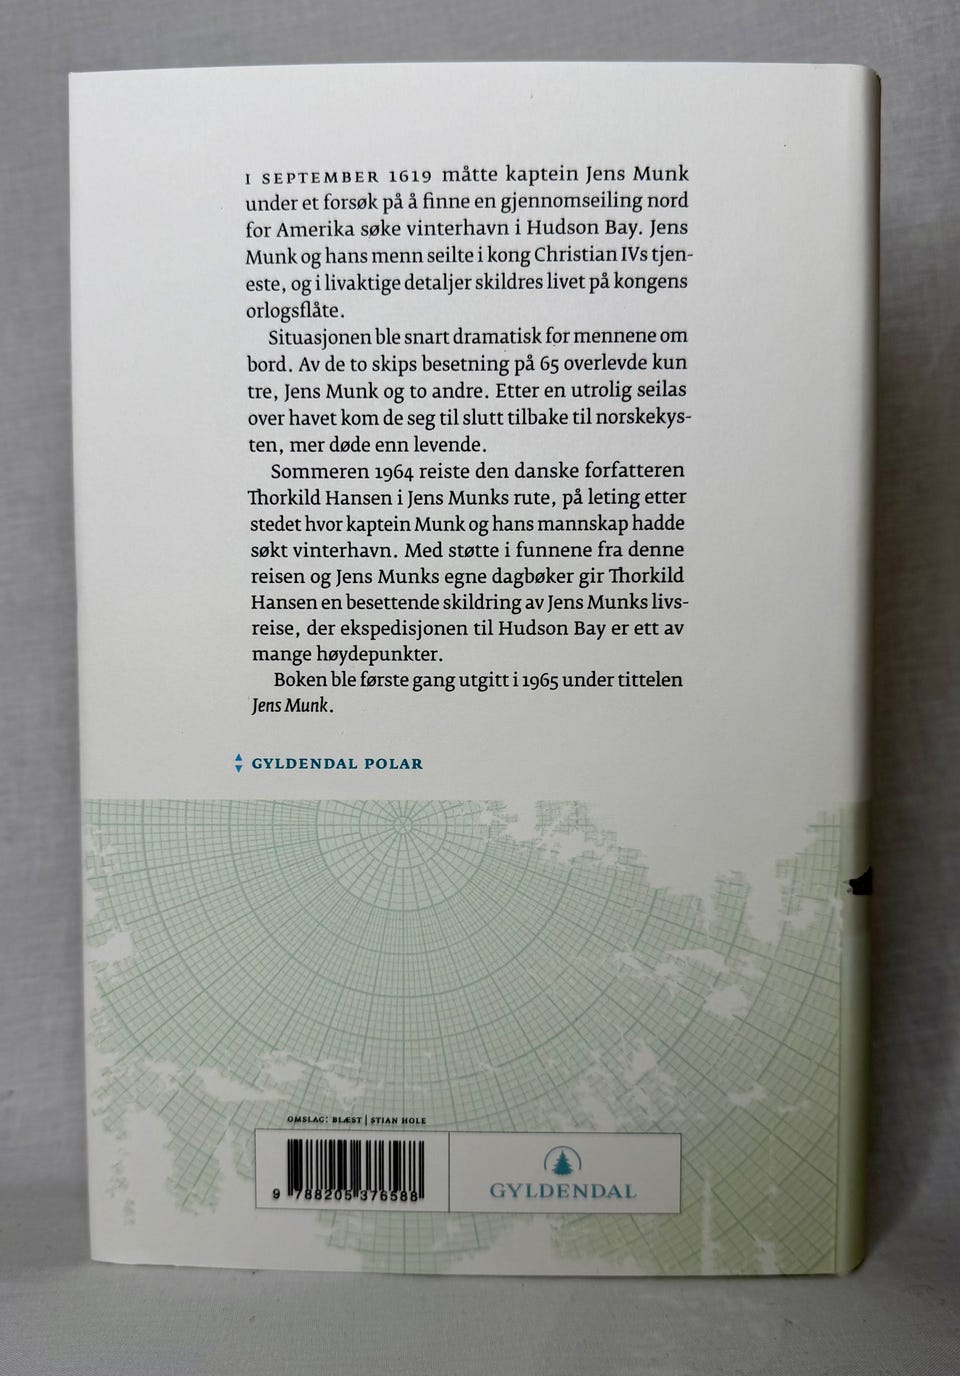 I SEPTEMBER 1619 måtte kaptein Jens Munk
under et forsøk på å finne en gjennomseiling nord
for Amerika søke vinterhavn i Hudson Bay. Jens
Munk og hans menn seilte i kong Christian IVs tjen-
este, og i livaktige detaljer skildres livet på kongens
orlogsflåte.
Situasjonen ble snart dramatisk for mennene om
bord. Av de to skips besetning på 65 overlevde kun
tre, Jens Munk og to andre. Etter en utrolig seilas
over havet kom de seg til slutt tilbake til norskekys-
ten, mer døde enn levende.
Sommeren 1964 reiste den danske forfatteren
Thorkild Hansen i Jens Munks rute, på leting etter
stedet hvor kaptein Munk og hans mannskap hadde
søkt vinterhavn. Med støtte i funnene fra denne
reisen og Jens Munks egne dagbøker gir Thorkild
Hansen en besettende skildring av Jens Munks livs-
reise, der ekspedisjonen til Hudson Bay er ett av
mange høydepunkter.
Boken ble første gang utgitt i 1965 under tittelen
Jens Munk.
GYLDENDAL POLAR
OMSLAG: BLÆST | STIAN HOLE
9 788205 376588
GYLDENDAL